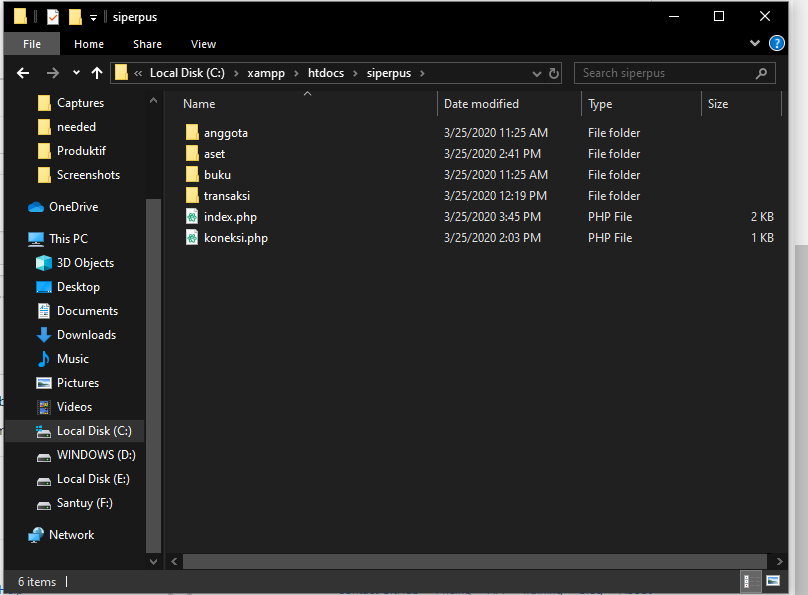 siperpus
File Home Share View
« Local Disk (C:) › xampp › htdocs › siperpus ›
Search siperpus
Captures
needed
Produktif
Screenshots
OneDrive
This PC
3D Objects
Desktop
Documents
Downloads
Music
Pictures
Videos
Local Disk (C:)
WINDOWS (D:)
Local Disk (E:)
Santuy (F:)
Network
Name Date modified Type Size
anggota 3/25/2020 11:25 AM File folder
aset 3/25/2020 2:41 PM File folder
buku 3/25/2020 11:25 AM File folder
transaksi 3/25/2020 12:19 PM File folder
index.php 3/25/2020 3:45 PM PHP File 2 KB
koneksi.php 3/25/2020 2:03 PM PHP File 1 KB
6 items